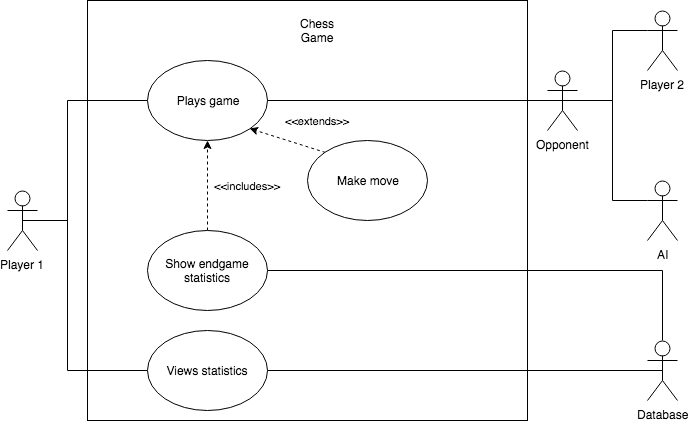 Chess
Game
Player 2
Plays game
<<extends>>
Opponent
Make move
<<includes>>
Player 1
AI
Show endgame
statistics
Views statistics
Database